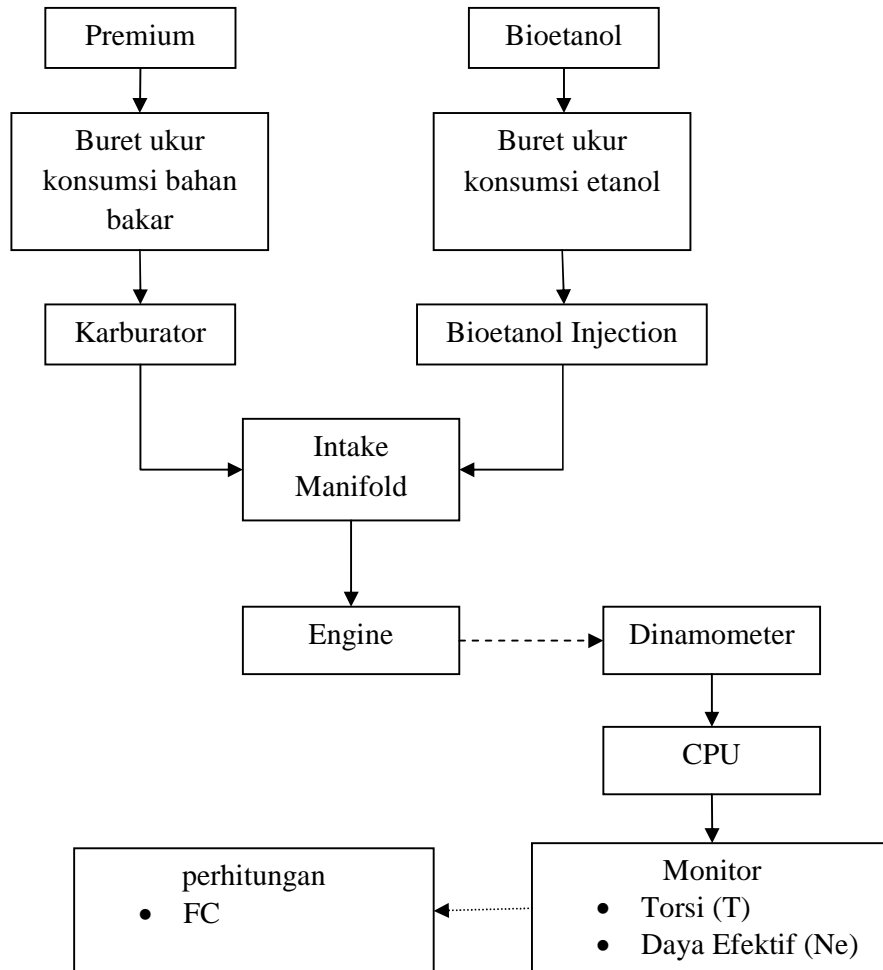 Premium
Bioetanol
Buret ukur
konsumsi bahan
bakar
Buret ukur
konsumsi etanol
Karburator
Bioetanol Injection
Intake
Manifold
Engine
Dinamometer
CPU
perhitungan
• FC
Monitor
• Torsi (T)
• Daya Efektif (Ne)